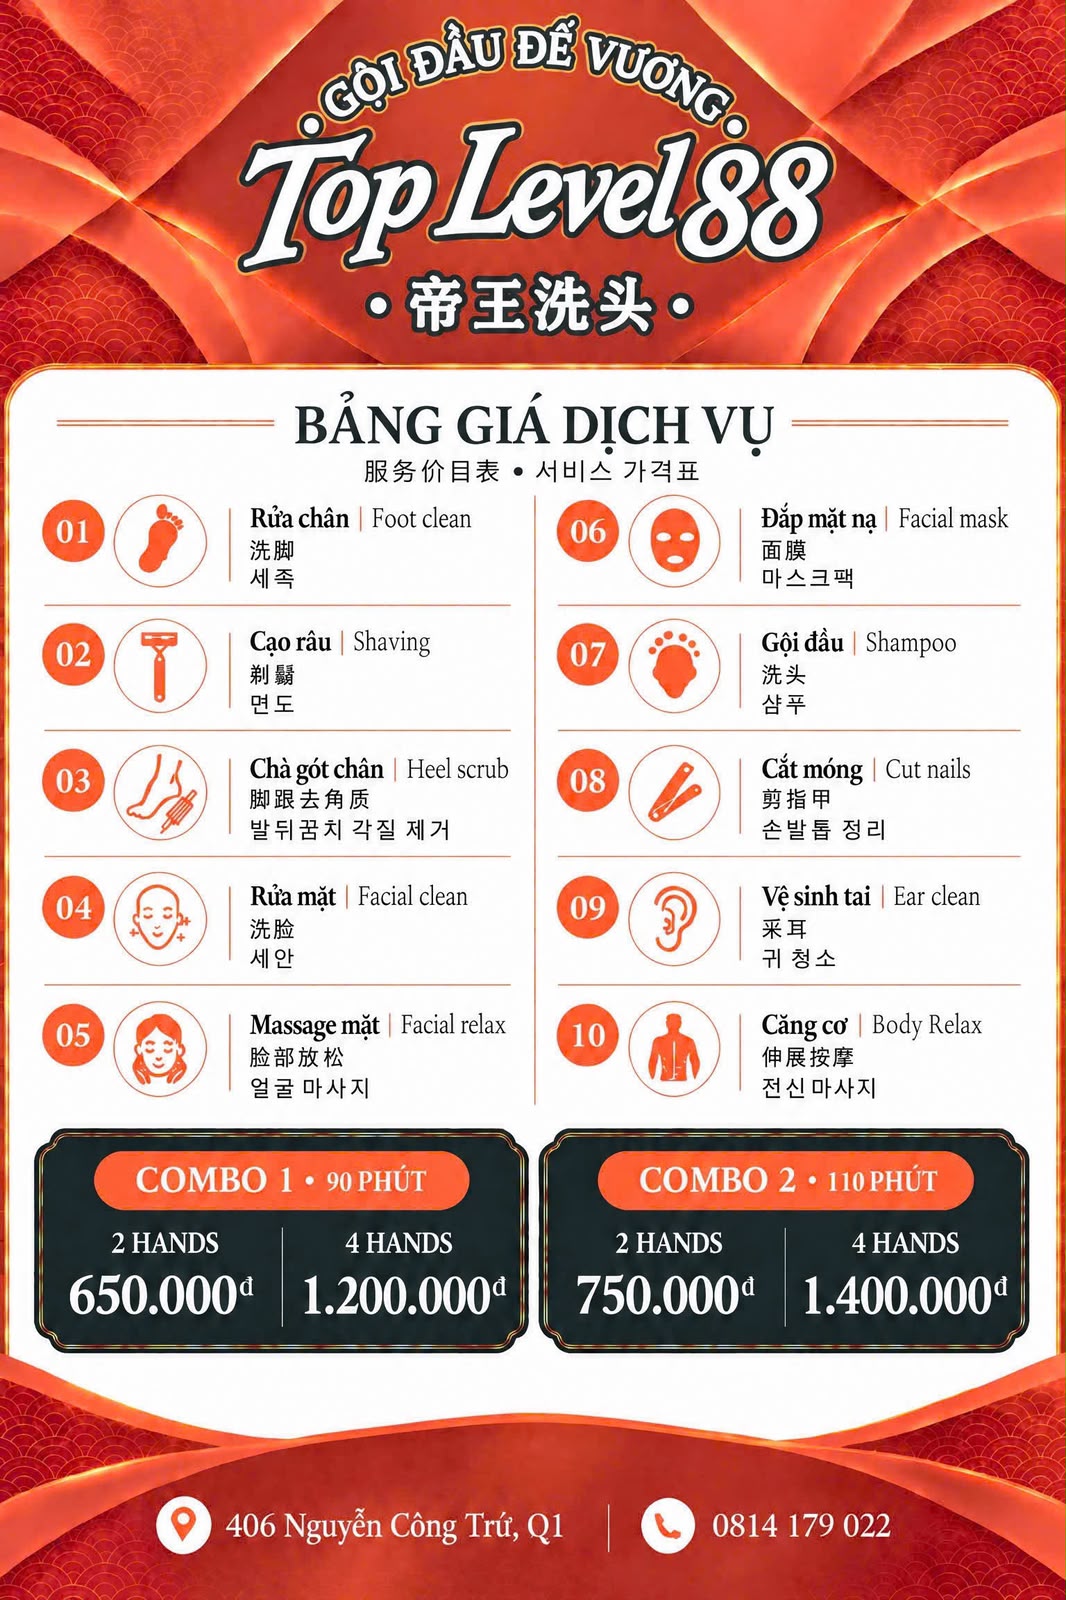 • GỘI ĐẦU ĐẾ VƯƠNG •
Top Level 88
• 帝王洗头 •
BẢNG GIÁ DỊCH VỤ
服务价目表 • 서비스 가격표
01
Rửa chân | Foot clean
洗脚
세족
02
Cạo râu | Shaving
剃鬍
면도
03
Chà gót chân | Heel scrub
脚跟去角质
발뒤꿈치 각질 제거
04
Rửa mặt | Facial clean
洗脸
세안
05
Massage mặt | Facial relax
脸部放松
얼굴 마사지
06
Đắp mặt nạ | Facial mask
面膜
마스크팩
07
Gội đầu | Shampoo
洗头
샴푸
08
Cắt móng | Cut nails
剪指甲
손발톱 정리
09
Vệ sinh tai | Ear clean
采耳
귀 청소
10
Căng cơ | Body Relax
伸展按摩
전신마사지
COMBO 1 • 90 PHÚT
2 HANDS
650.000đ
4 HANDS
1.200.000đ
COMBO 2 • 110 PHÚT
2 HANDS
750.000đ
4 HANDS
1.400.000đ
406 Nguyễn Công Trứ, Q1 | 0814 179 022